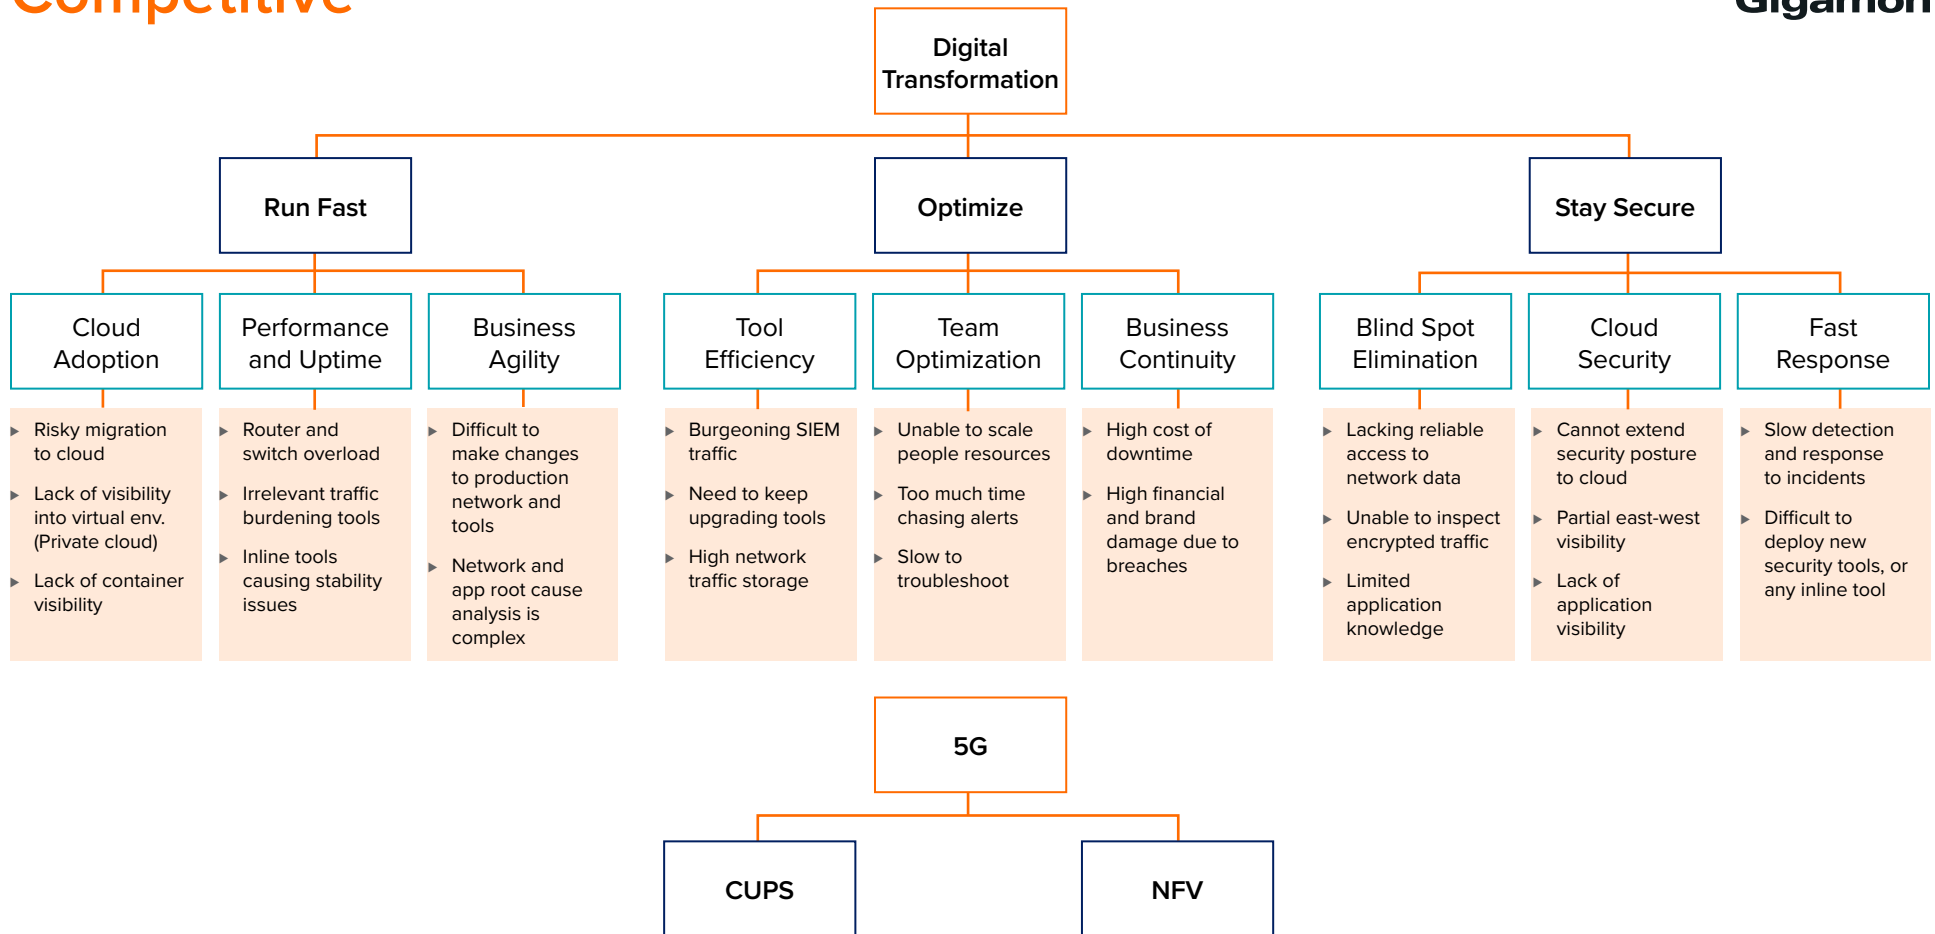 Competitive
Gigamon
Digital
Transformation
Run Fast
Optimize
Stay Secure
Cloud
Adoption
Performance
and Uptime
Business
Agility
Tool
Efficiency
Team
Optimization
Business
Continuity
Blind Spot
Elimination
Cloud
Security
Fast
Response
▸ Risky migration
to cloud
▸ Lack of visibility
into virtual env.
(Private cloud)
▸ Lack of container
visibility
▸ Router and
switch overload
▸ Irrelevant traffic
burdening tools
▸ Inline tools
causing stability
issues
▸ Difficult to
make changes
to production
network and
tools
▸ Network and
app root cause
analysis is
complex
▸ Burgeoning SIEM
traffic
▸ Need to keep
upgrading tools
▸ High network
traffic storage
▸ Unable to scale
people resources
▸ Too much time
chasing alerts
▸ Slow to
troubleshoot
▸ High cost of
downtime
▸ High financial
and brand
damage due to
breaches
▸ Lacking reliable
access to
network data
▸ Unable to inspect
encrypted traffic
▸ Limited
application
knowledge
▸ Cannot extend
security posture
to cloud
▸ Partial east-west
visibility
▸ Lack of
application
visibility
▸ Slow detection
and response
to incidents
▸ Difficult to
deploy new
security tools, or
any inline tool
5G
CUPS
NFV